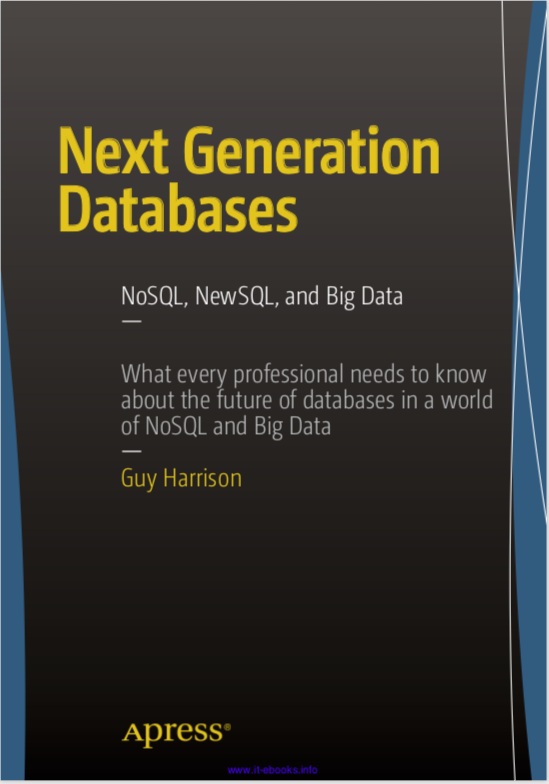 Next Generation
Databases
NoSQL, NewSQL, and Big Data
—
What every professional needs to know
about the future of databases in a world
of NoSQL and Big Data
—
Guy Harrison
Apress®
www.it-ebooks.info